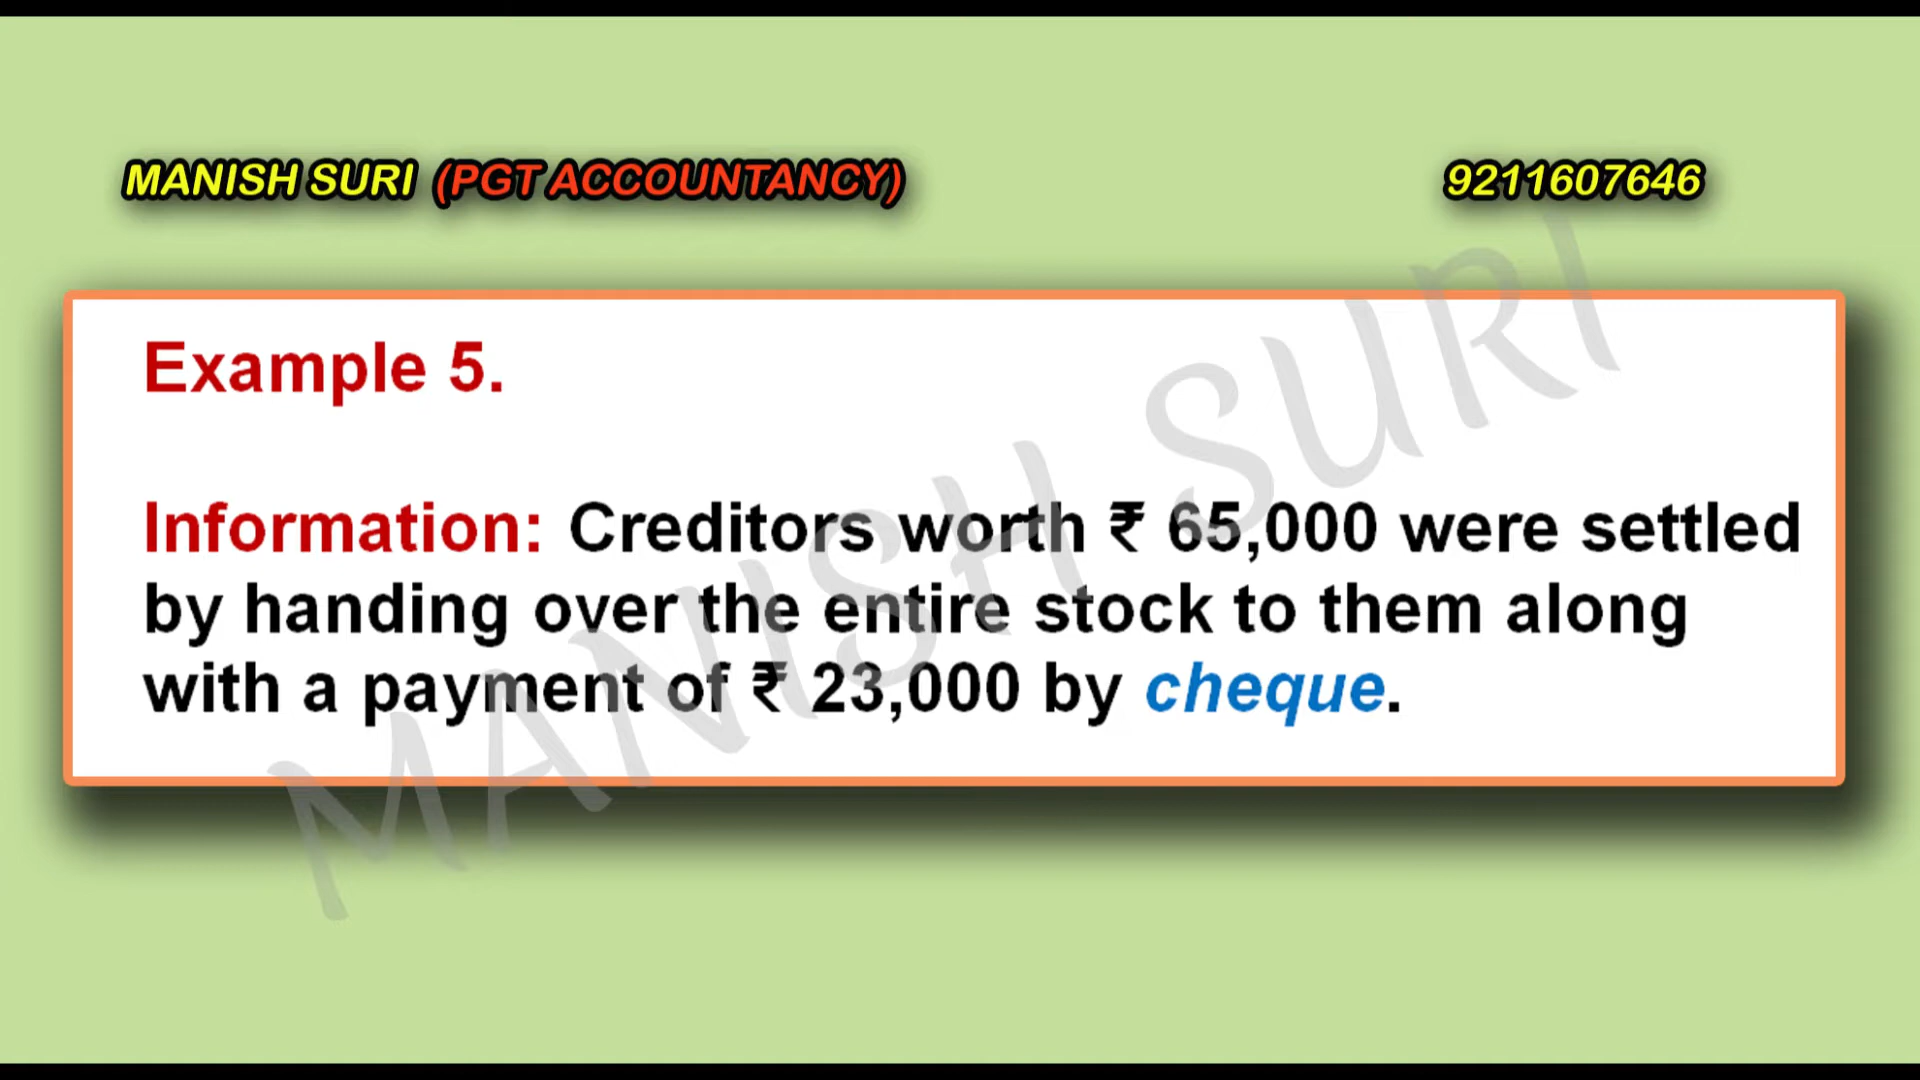 MANISH SURI (PGT ACCOUNTANCY) 9211607646
Example 5.
Information: Creditors worth ₹ 65,000 were settled
by handing over the entire stock to them along
with a payment of ₹ 23,000 by cheque.
MANISH SURI